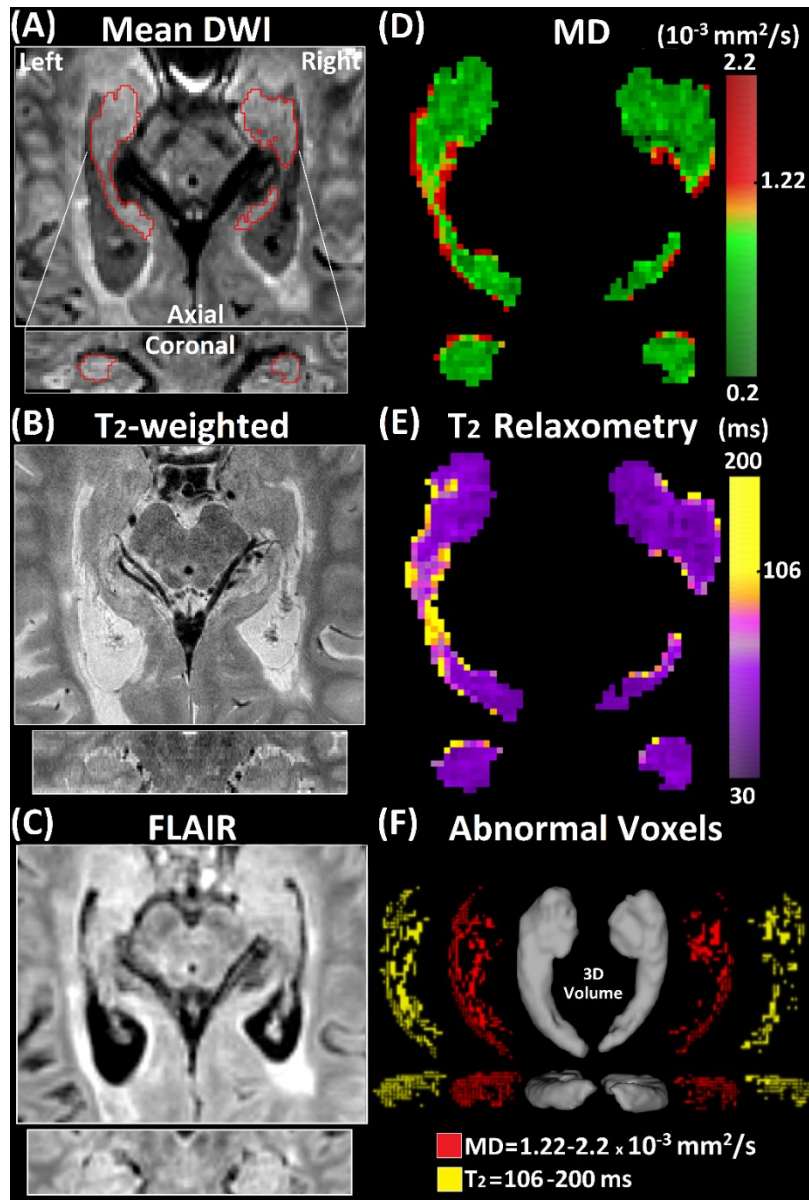 (A) Mean DWI
Left Right
Axial
Coronal
(B) T₂-weighted
(C) FLAIR
(D) MD (10⁻³ mm²/s)
2.2
1.22
0.2
(E) T₂ Relaxometry (ms)
200
106
30
(F) Abnormal Voxels
3D
Volume
MD=1.22-2.2 x 10⁻³ mm²/s
T₂=106-200 ms